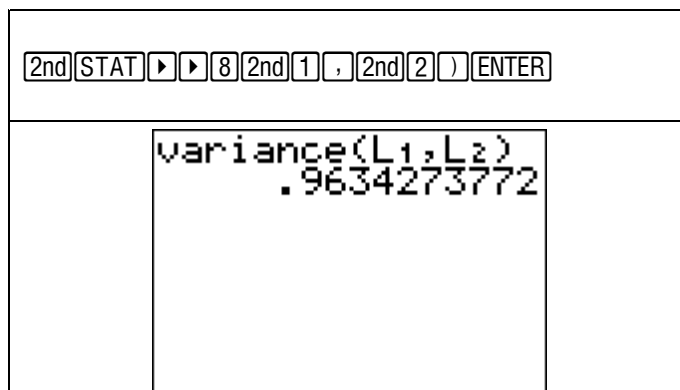 2nd STAT ▶ ▶ 8 2nd 1 , 2nd 2 ) ENTER
variance(L₁,L₂)
.9634273772